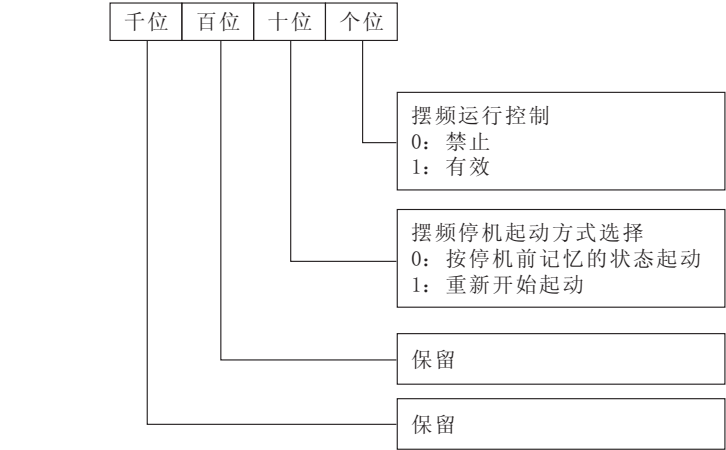 千位 百位 十位 个位
摆频运行控制
0: 禁止
1: 有效
摆频停机起动方式选择
0: 按停机前记忆的状态起动
1: 重新开始起动
保留
保留